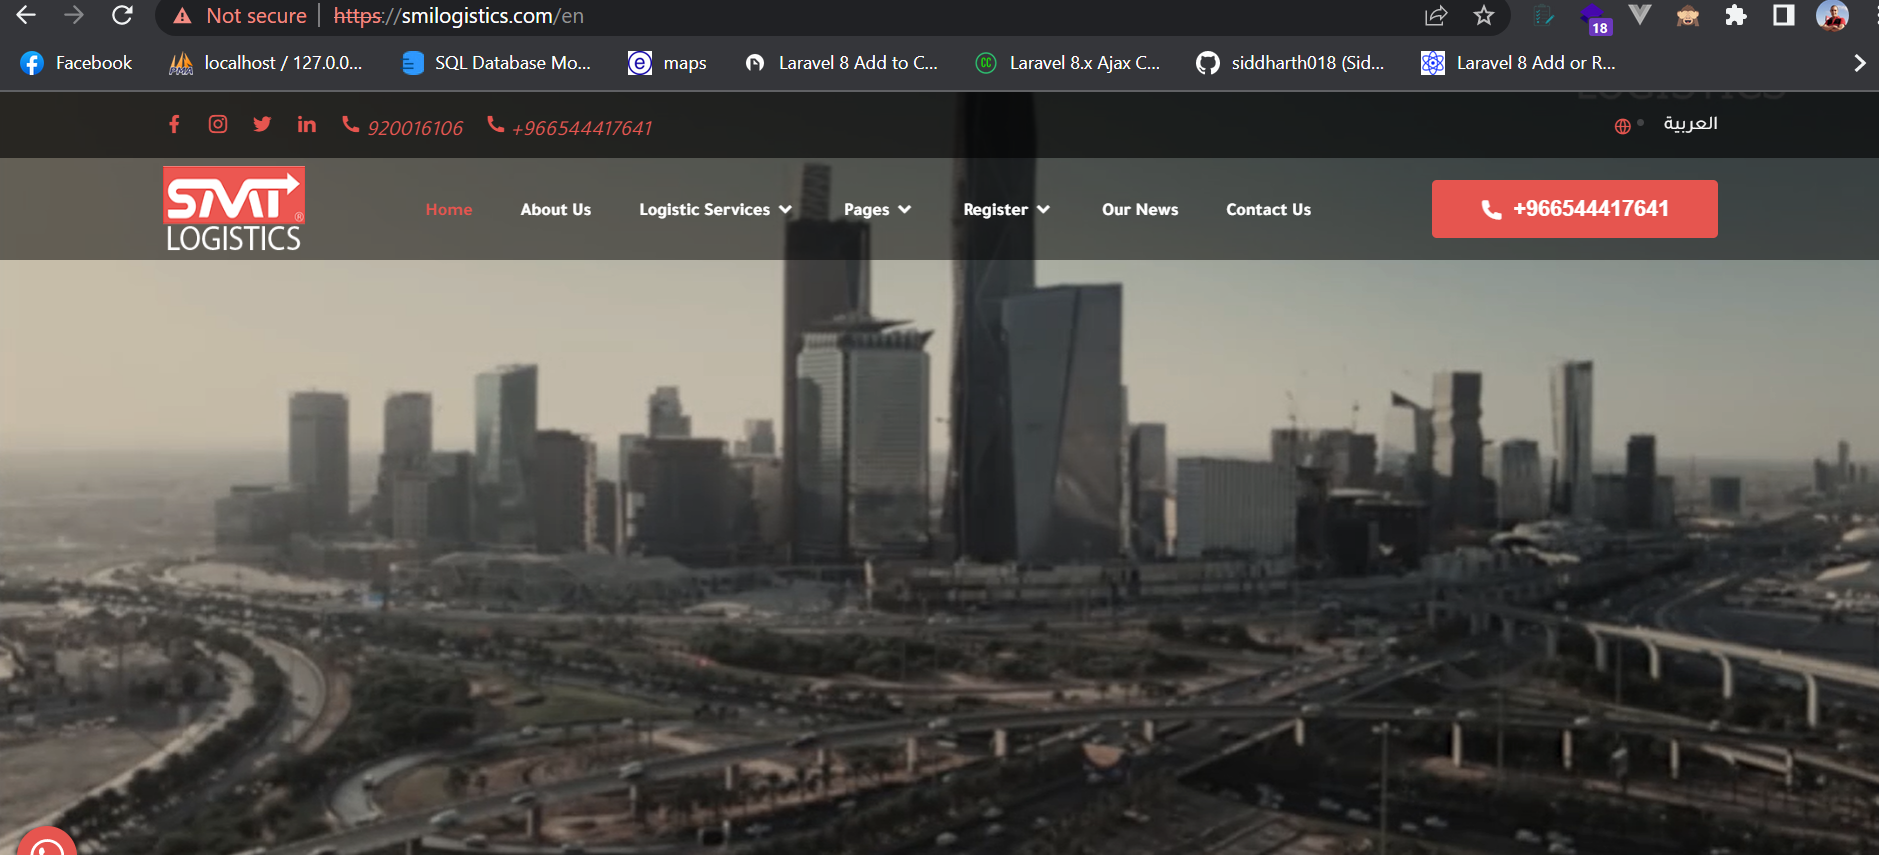 Not secure | https://smilogistics.com/en
18
Facebook localhost / 127.0.0... SQL Database Mo... maps Laravel 8 Add to C... Laravel 8.x Ajax C... siddharth018 (Sid... Laravel 8 Add or R...
LOGISTICS
920016106 +966544417641 العربية
SMT ®
LOGISTICS
Home About Us Logistic Services Pages Register Our News Contact Us +966544417641